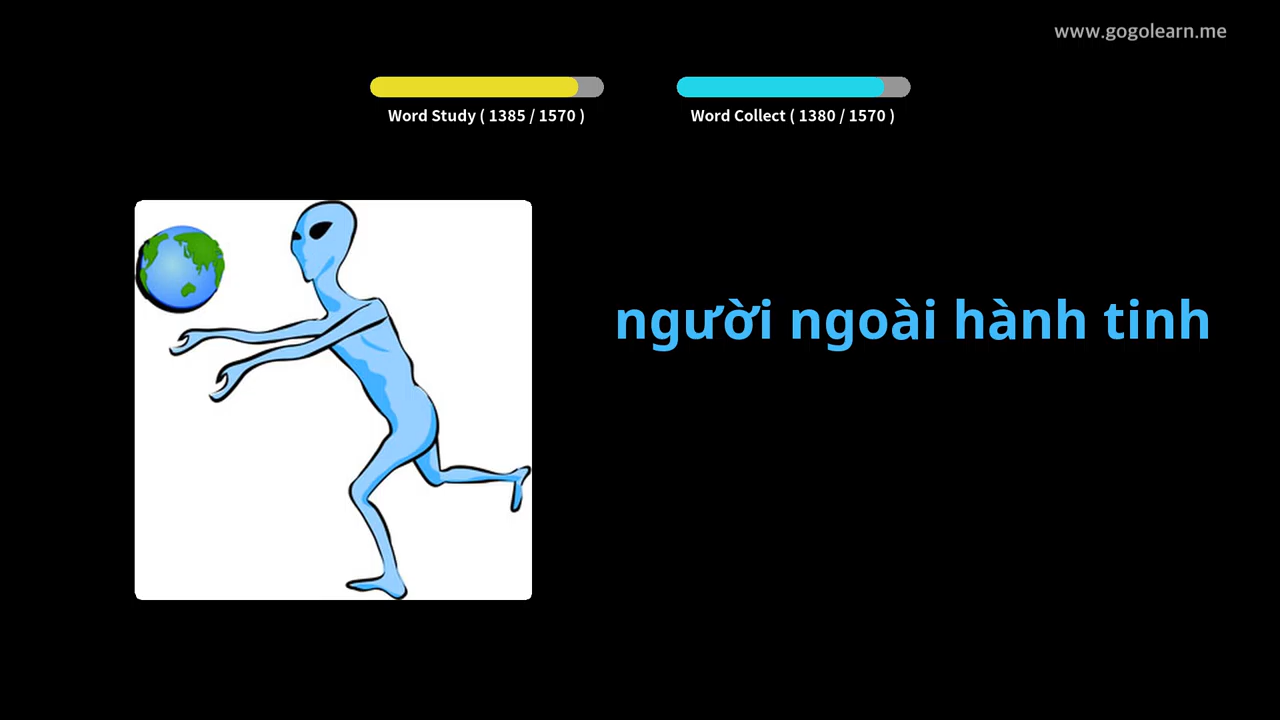 www.gogolearn.me
Word Study ( 1385 / 1570 )
Word Collect ( 1380 / 1570 )
người ngoài hành tinh